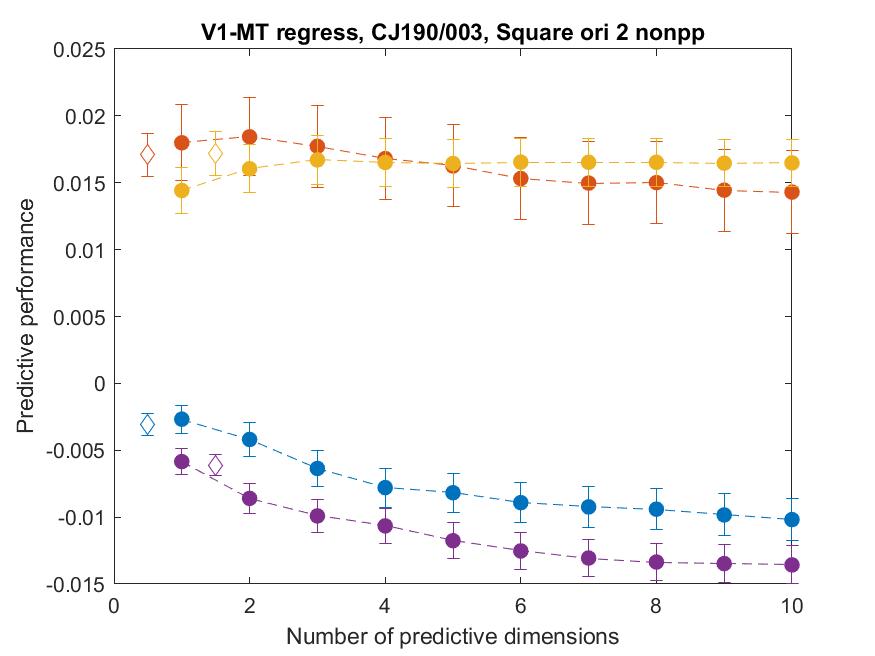 V1-MT regress, CJ190/003, Square ori 2 nonpp
0.025
0.02
0.015
0.01
0.005
0
-0.005
-0.01
-0.015
Predictive performance
0 2 4 6 8 10
Number of predictive dimensions